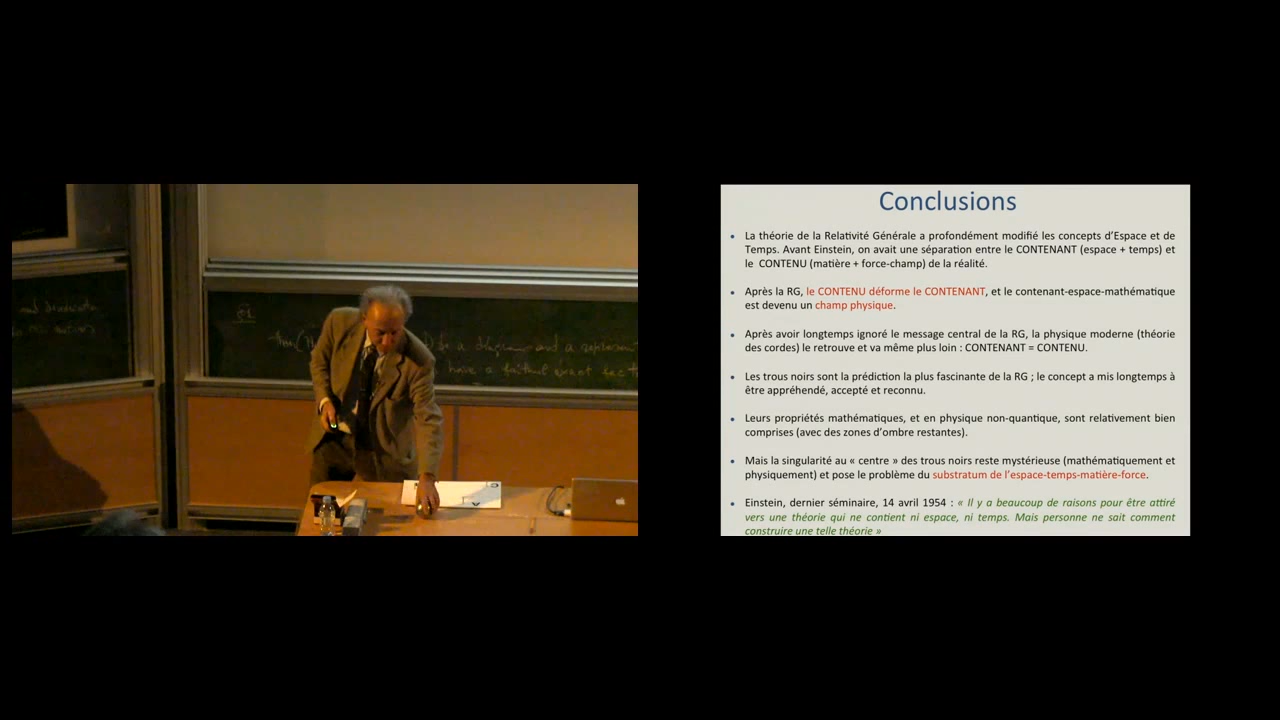 and
be a diagram and a
have a faithful exact
Conclusions
• La théorie de la Relativité Générale a profondément modifié les concepts d’Espace et de
Temps. Avant Einstein, on avait une séparation entre le CONTENANT (espace + temps) et
le CONTENU (matière + force-champ) de la réalité.
• Après la RG, le CONTENU déforme le CONTENANT, et le contenant-espace-mathématique
est devenu un champ physique.
• Après avoir longtemps ignoré le message central de la RG, la physique moderne (théorie
des cordes) le retrouve et va même plus loin : CONTENANT = CONTENU.
• Les trous noirs sont la prédiction la plus fascinante de la RG ; le concept a mis longtemps à
être appréhendé, accepté et reconnu.
• Leurs propriétés mathématiques, et en physique non-quantique, sont relativement bien
comprises (avec des zones d’ombre restantes).
• Mais la singularité au « centre » des trous noirs reste mystérieuse (mathématiquement et
physiquement) et pose le problème du substratum de l’espace-temps-matière-force.
• Einstein, dernier séminaire, 14 avril 1954 : « Il y a beaucoup de raisons pour être attiré
vers une théorie qui ne contient ni espace, ni temps. Mais personne ne sait comment
construire une telle théorie »